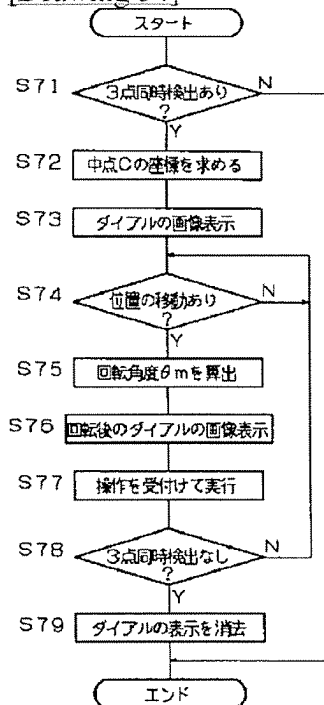 スタート
S71
3点同時検出あり
?
N
Y
S72
中点Cの座標を求める
S73
ダイアルの画像表示
S74
位置の移動あり
?
N
Y
S75
回転角度θmを算出
S76
回転後のダイアルの画像表示
S77
操作を受付けて実行
S78
3点同時検出なし
?
N
Y
S79
ダイアルの表示を消去
エンド